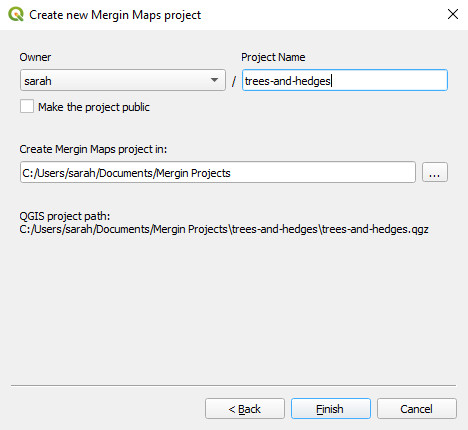 Create new Mergin Maps project
Owner Project Name
sarah / trees-and-hedges
Make the project public
Create Mergin Maps project in:
C:/Users/sarah/Documents/Mergin Projects ...
QGIS project path:
C:/Users/sarah/Documents/Mergin Projects\trees-and-hedges\trees-and-hedges.qgz
< Back Finish Cancel